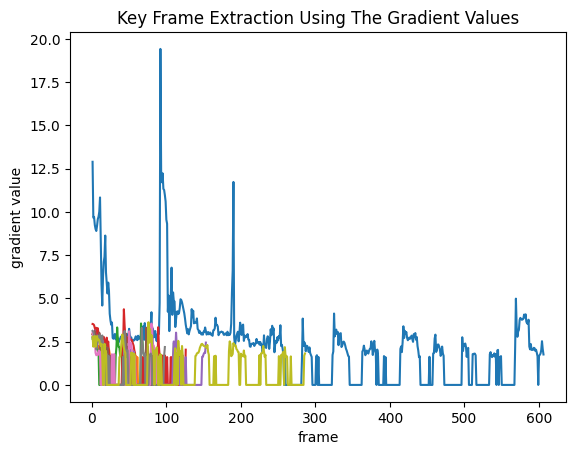 Key Frame Extraction Using The Gradient Values
20.0
17.5
15.0
12.5
10.0
7.5
5.0
2.5
0.0
gradient value
0 100 200 300 400 500 600
frame